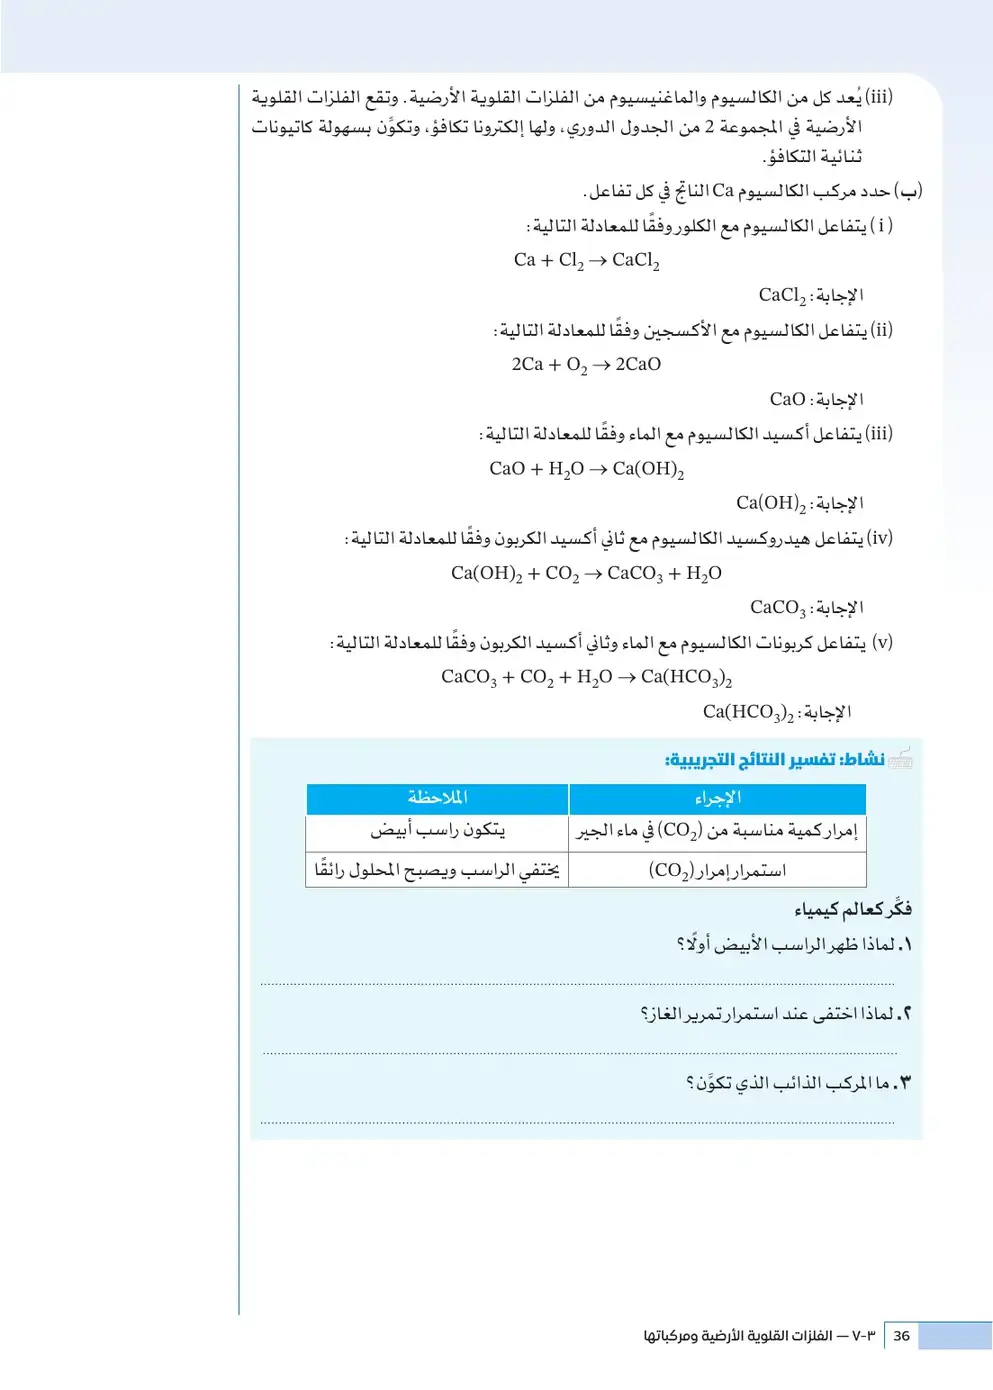 (iii) يُعد كل من الكالسيوم والماغنيسيوم من الفلزات القلوية الأرضية. وتقع الفلزات القلوية
الأرضية في المجموعة 2 من الجدول الدوري، ولها إلكترونا تكافؤ، وتكوِّن بسهولة كاتيونات
ثنائية التكافؤ.
(ب) حدد مركب الكالسيوم Ca الناتج في كل تفاعل.
(i) يتفاعل الكالسيوم مع الكلور وفقًا للمعادلة التالية:
Ca + Cl₂ → CaCl₂
الإجابة: CaCl₂
(ii) يتفاعل الكالسيوم مع الأكسجين وفقًا للمعادلة التالية:
2Ca + O₂ → 2CaO
الإجابة: CaO
(iii) يتفاعل أكسيد الكالسيوم مع الماء وفقًا للمعادلة التالية:
CaO + H₂O → Ca(OH)₂
الإجابة: Ca(OH)₂
(iv) يتفاعل هيدروكسيد الكالسيوم مع ثاني أكسيد الكربون وفقًا للمعادلة التالية:
Ca(OH)₂ + CO₂ → CaCO₃ + H₂O
الإجابة: CaCO₃
(v) يتفاعل كربونات الكالسيوم مع الماء وثاني أكسيد الكربون وفقًا للمعادلة التالية:
CaCO₃ + CO₂ + H₂O → Ca(HCO₃)₂
الإجابة: Ca(HCO₃)₂
نشاط: تفسير النتائج التجريبية:
الإجراء الملاحظة
إمرار كمية مناسبة من (CO₂) في ماء الجير يتكون راسب أبيض
استمرار إمرار (CO₂) يختفي الراسب ويصبح المحلول رائقًا
فكَّر كعالم كيمياء
١. لماذا ظهر الراسب الأبيض أولًا؟
٢. لماذا اختفى عند استمرار تمرير الغاز؟
٣. ما المركب الذائب الذي تكوَّن؟
36 ٣-٧ — الفلزات القلوية الأرضية ومركباتها